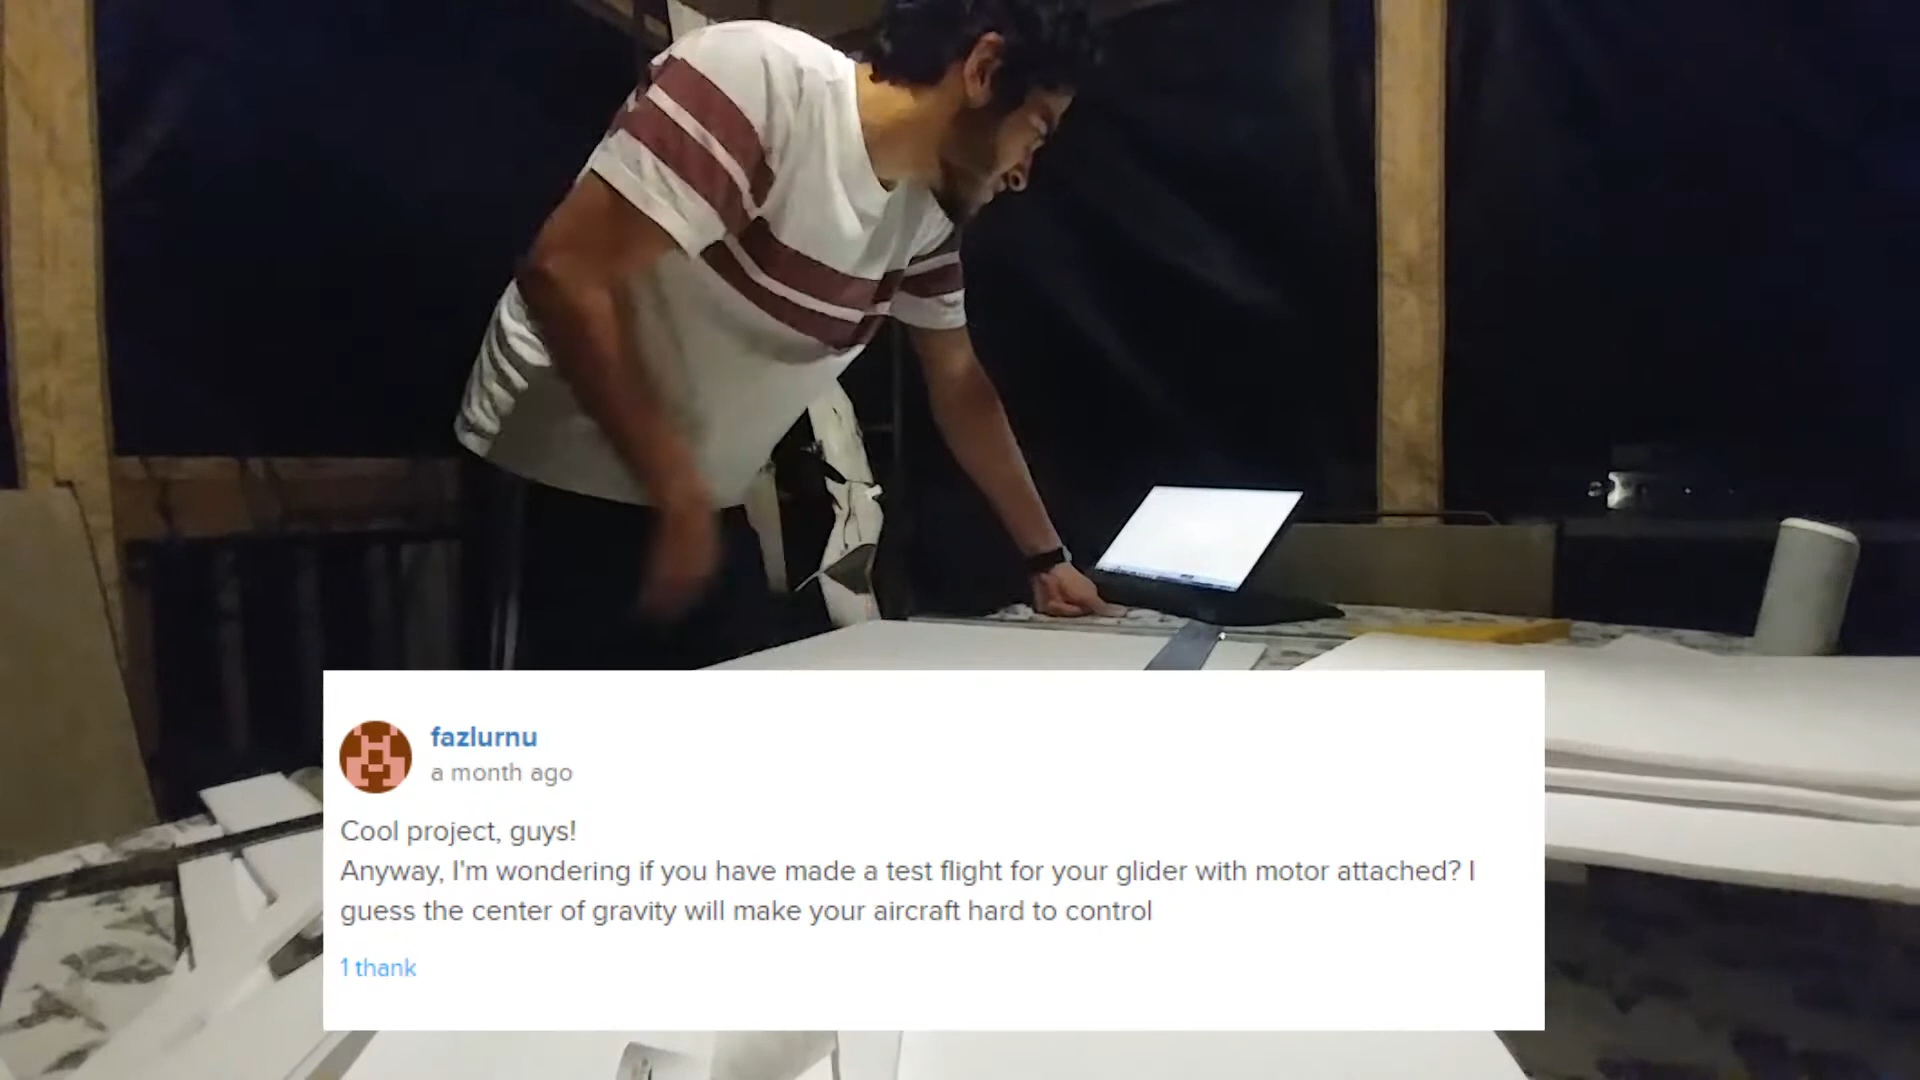 fazlurnu
a month ago
Cool project, guys!
Anyway, I'm wondering if you have made a test flight for your glider with motor attached? I
guess the center of gravity will make your aircraft hard to control
1 thank